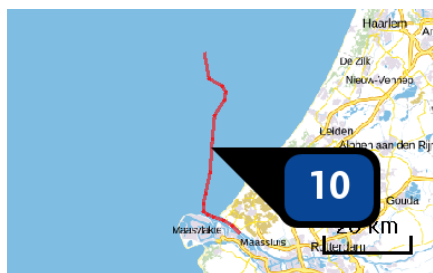 Haarlem
De Zilk
Nieuw-Vennep
Leiden
Alphen aan den Rijn
10
Gouda
Maasvlakte
20 km
Maassluis
Rotterdam